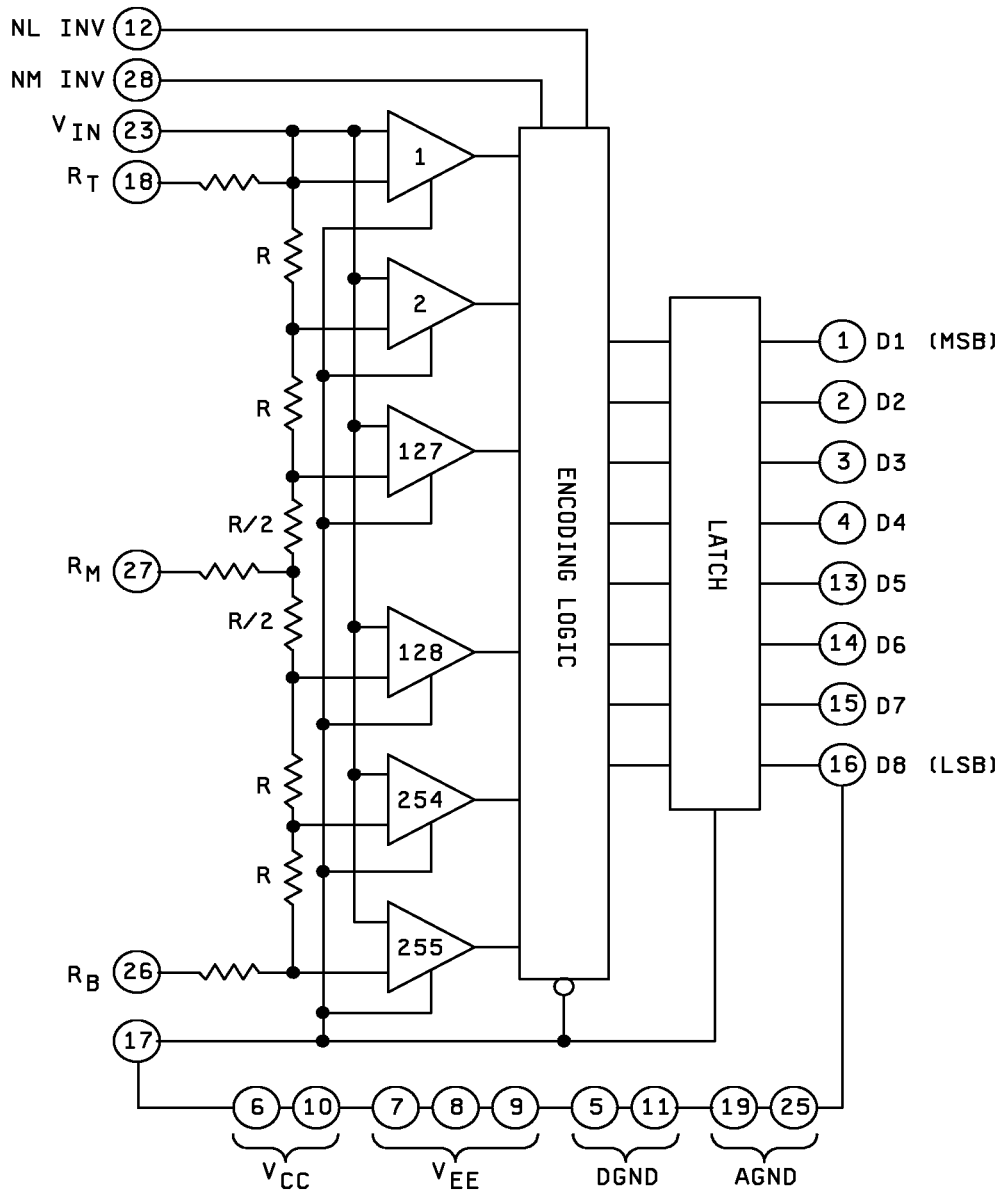 NL INV 12
NM INV 28
VIN 23
RT 18
1
R
2
R
127
R/2
RM 27
R/2
128
R
254
R
255
RB 26
17
ENCODING LOGIC
LATCH
1 D1 (MSB)
2 D2
3 D3
4 D4
13 D5
14 D6
15 D7
16 D8 (LSB)
6 10 7 8 9 5 11 19 25
VCC VEE DGND AGND